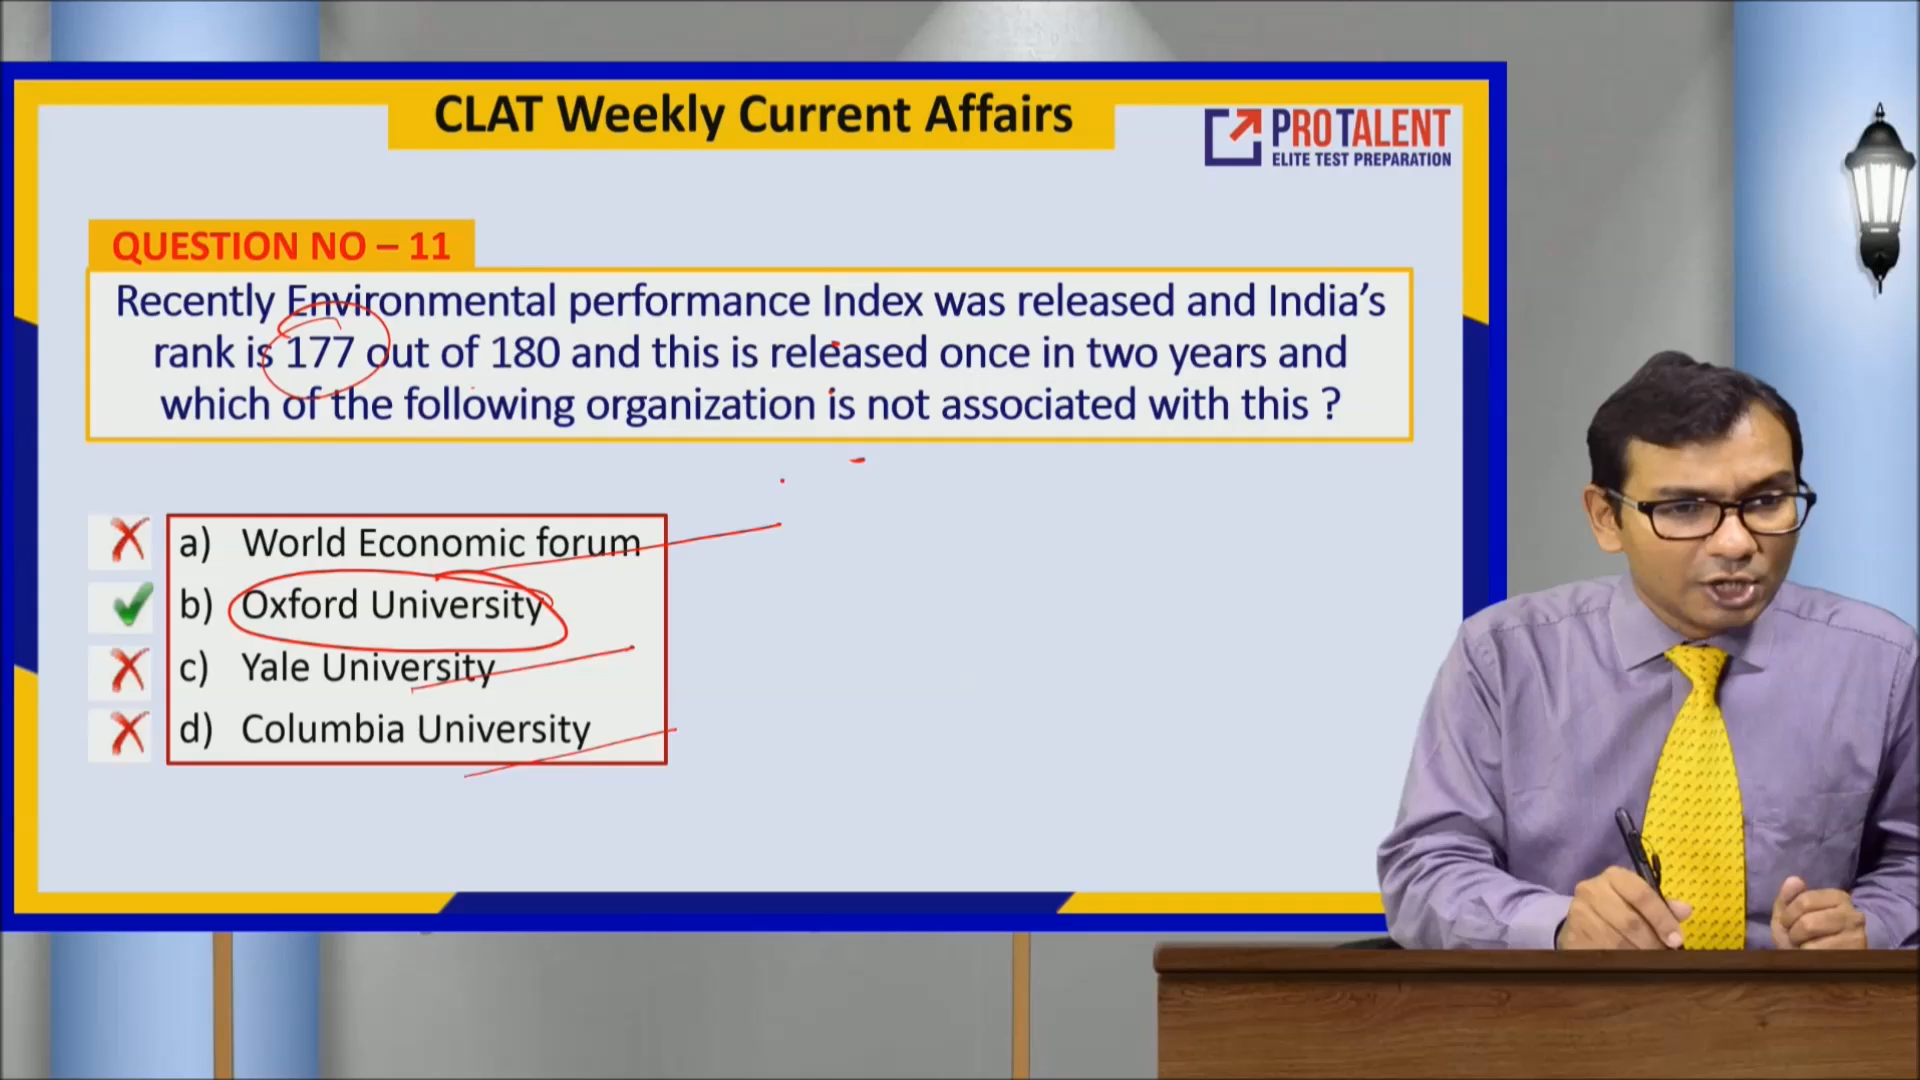 CLAT Weekly Current Affairs
PROTALENT
ELITE TEST PREPARATION
QUESTION NO – 11
Recently Environmental performance Index was released and India's
rank is 177 out of 180 and this is released once in two years and
which of the following organization is not associated with this ?
a) World Economic forum
b) Oxford University
c) Yale University
d) Columbia University